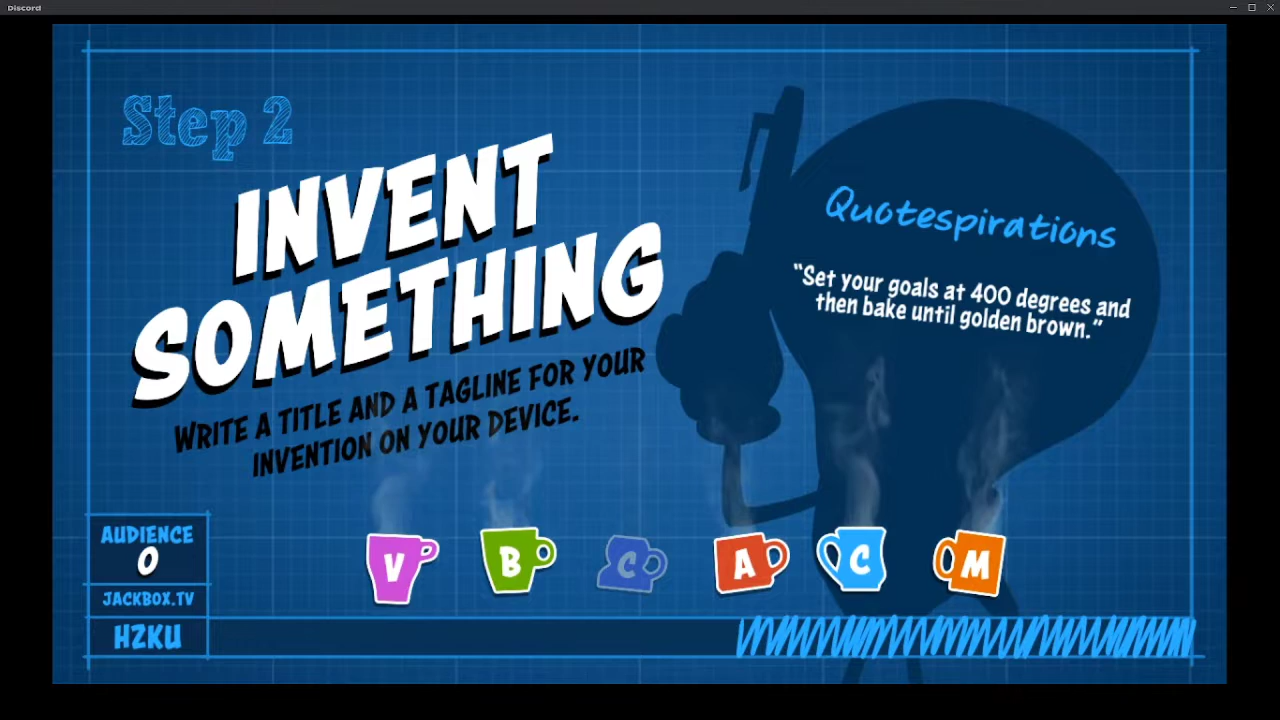 Discord
Step 2
INVENT
SOMETHING
WRITE A TITLE AND A TAGLINE FOR YOUR
INVENTION ON YOUR DEVICE.
Quotespirations
“Set your goals at 400 degrees and
then bake until golden brown.”
V
B
C
A
C
M
AUDIENCE
0
JACKBOX.TV
HZKU